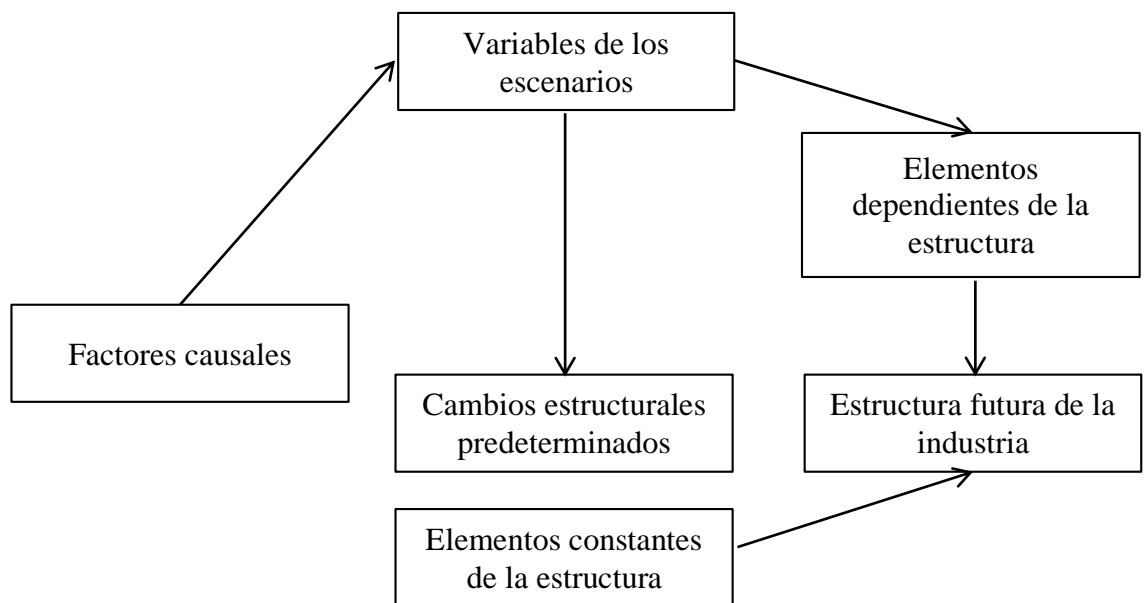 Variables de los
escenarios
Elementos
dependientes de la
estructura
Factores causales
Cambios estructurales
predeterminados
Estructura futura de la
industria
Elementos constantes
de la estructura